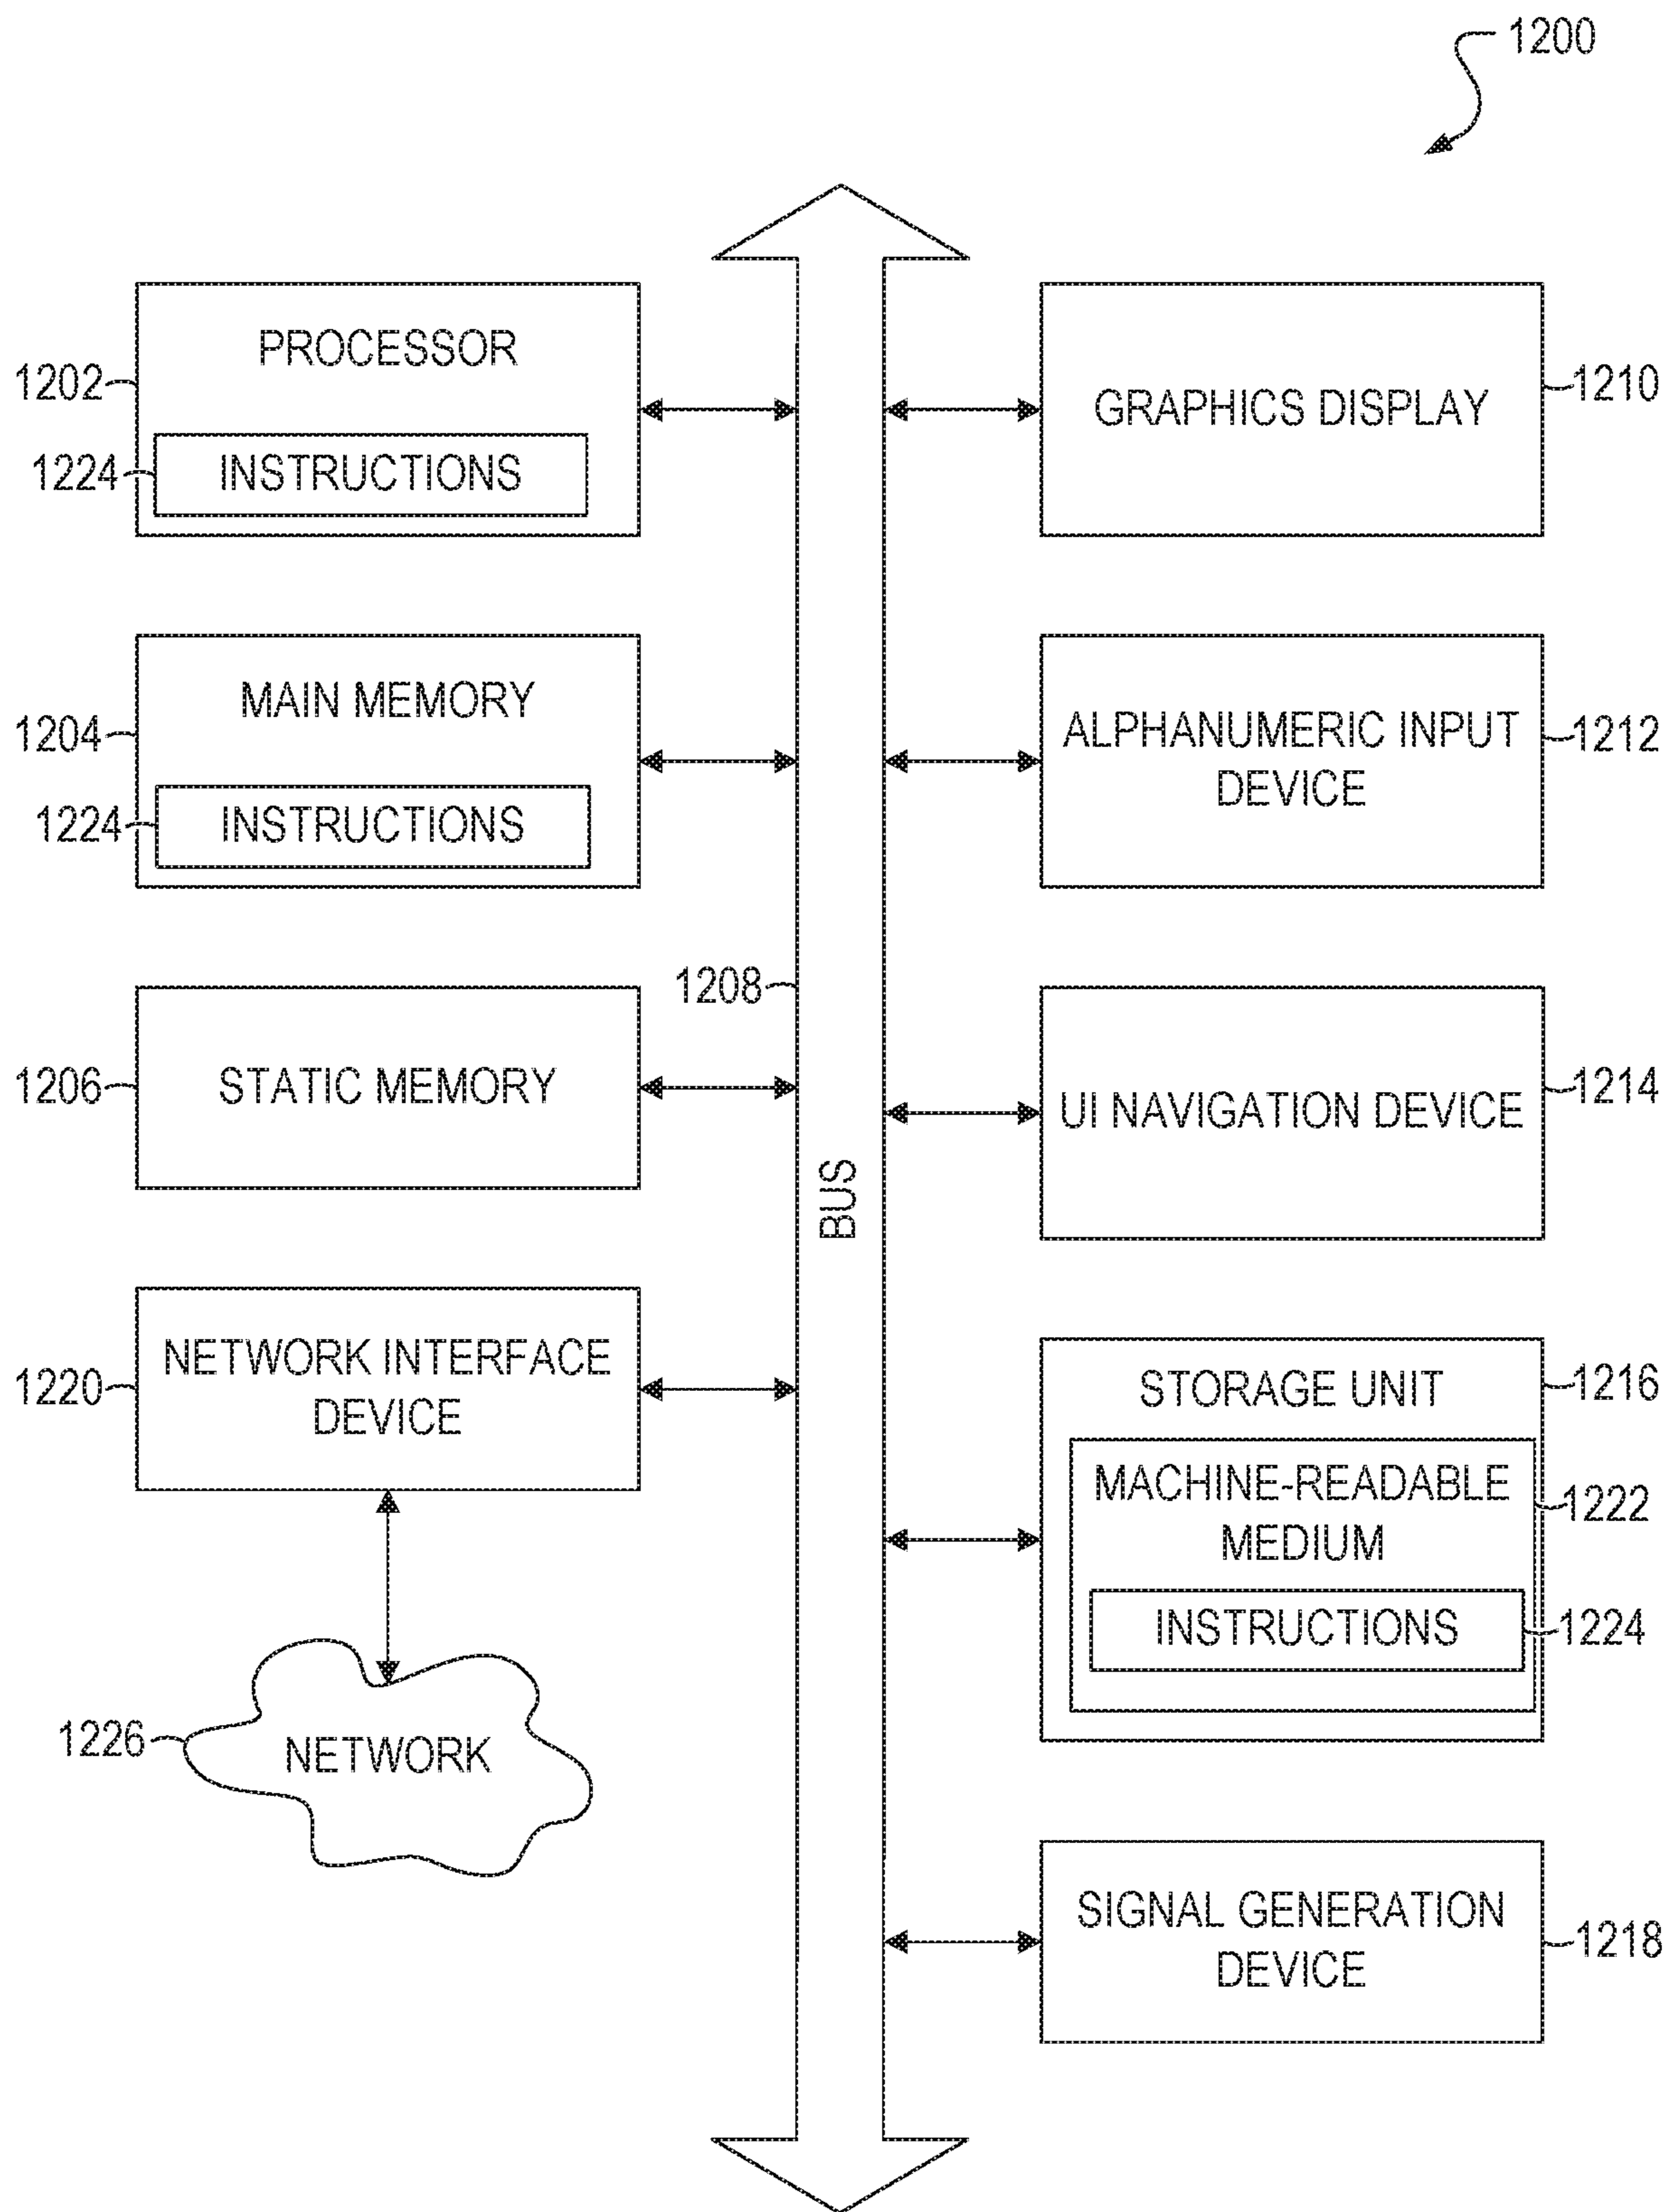 1200
PROCESSOR
1202
1224
INSTRUCTIONS
MAIN MEMORY
1204
1224
INSTRUCTIONS
1208
STATIC MEMORY
1206
BUS
NETWORK INTERFACE
DEVICE
1220
1226
NETWORK
GRAPHICS DISPLAY
1210
ALPHANUMERIC INPUT
DEVICE
1212
UI NAVIGATION DEVICE
1214
STORAGE UNIT
1216
MACHINE-READABLE
MEDIUM
1222
INSTRUCTIONS
1224
SIGNAL GENERATION
DEVICE
1218